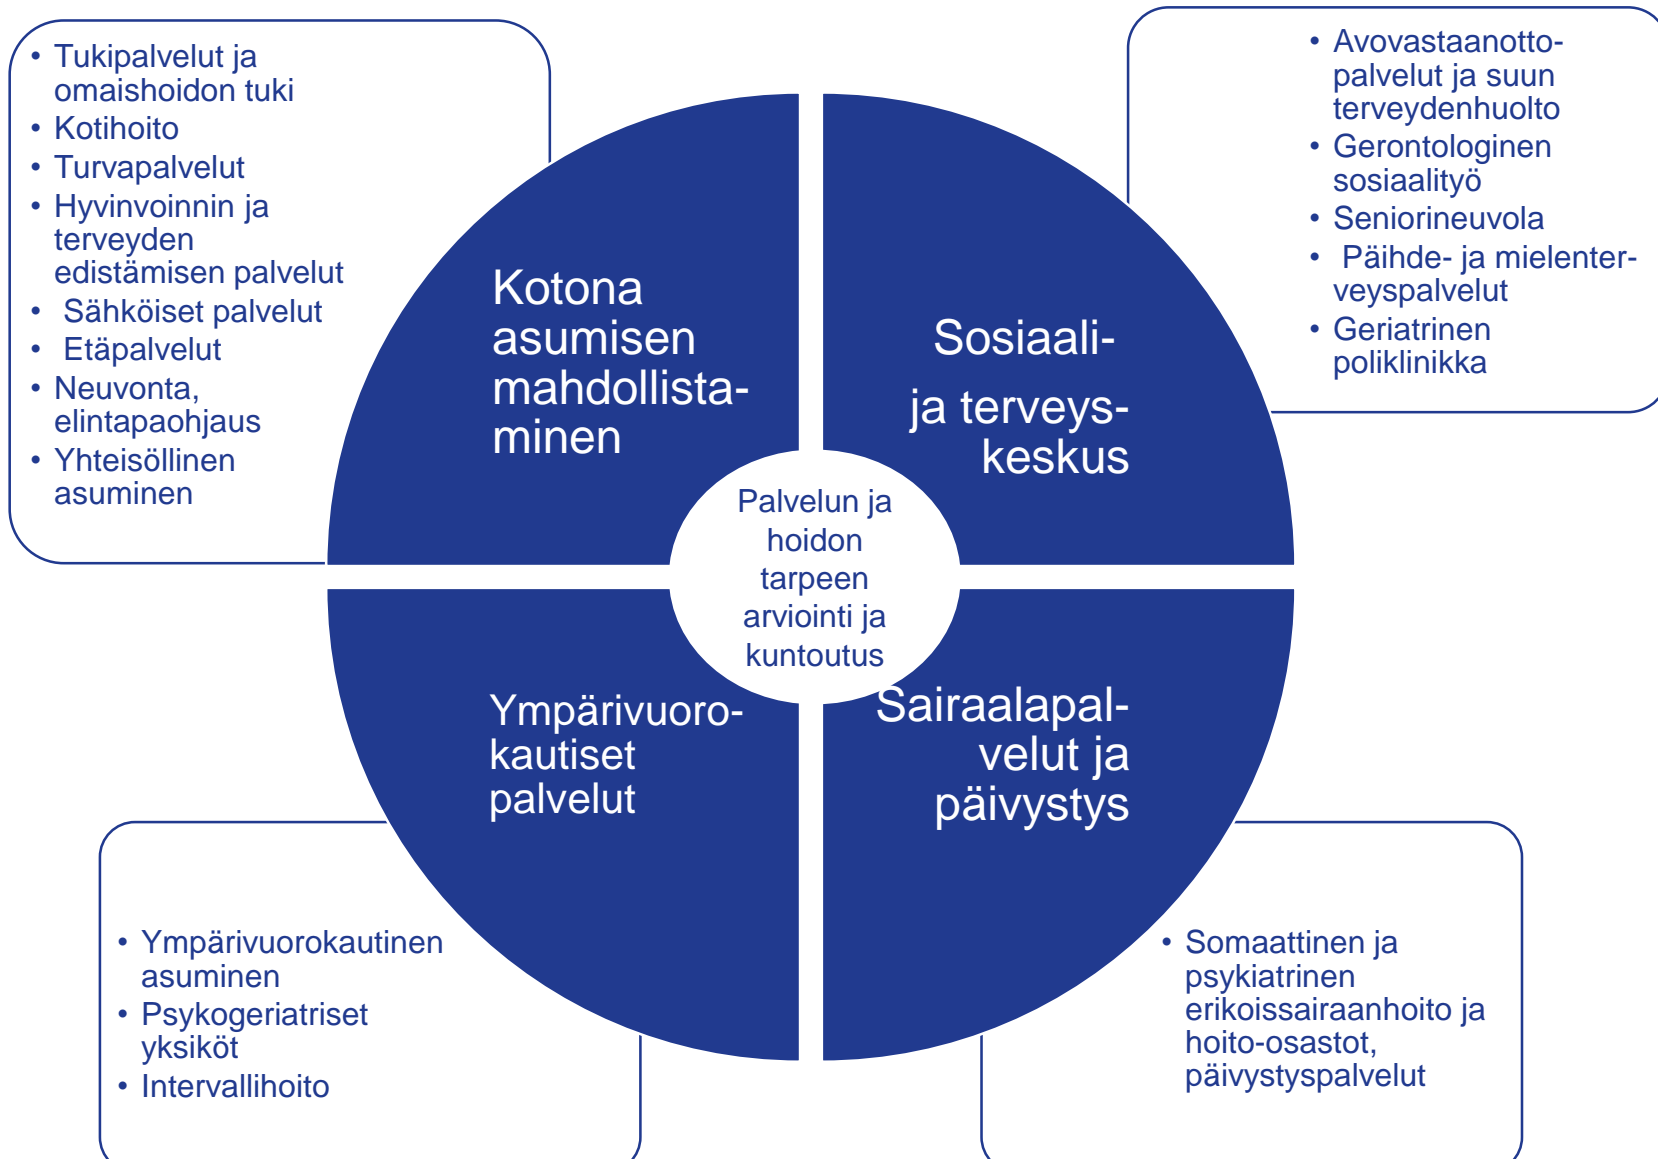 • Tukipalvelut ja
omaishoidon tuki
• Kotihoito
• Turvapalvelut
• Hyvinvoinnin ja
terveyden
edistämisen palvelut
• Sähköiset palvelut
• Etäpalvelut
• Neuvonta,
elintapaohjaus
• Yhteisöllinen
asuminen
Kotona
asumisen
mahdollista-
minen
Sosiaali-
ja terveys-
keskus
• Avovastaanotto-
palvelut ja suun
terveydenhuolto
• Gerontologinen
sosiaalityö
• Seniorineuvola
• Päihde- ja mielenter-
veyspalvelut
• Geriatrinen
poliklinikka
Palvelun ja
hoidon
tarpeen
arviointi ja
kuntoutus
Ympärivuoro-
kautiset
palvelut
Sairaalapal-
velut ja
päivystys
• Ympärivuorokautinen
asuminen
• Psykogeriatriset
yksiköt
• Intervallihoito
• Somaattinen ja
psykiatrinen
erikoissairaanhoito ja
hoito-osastot,
päivystyspalvelut